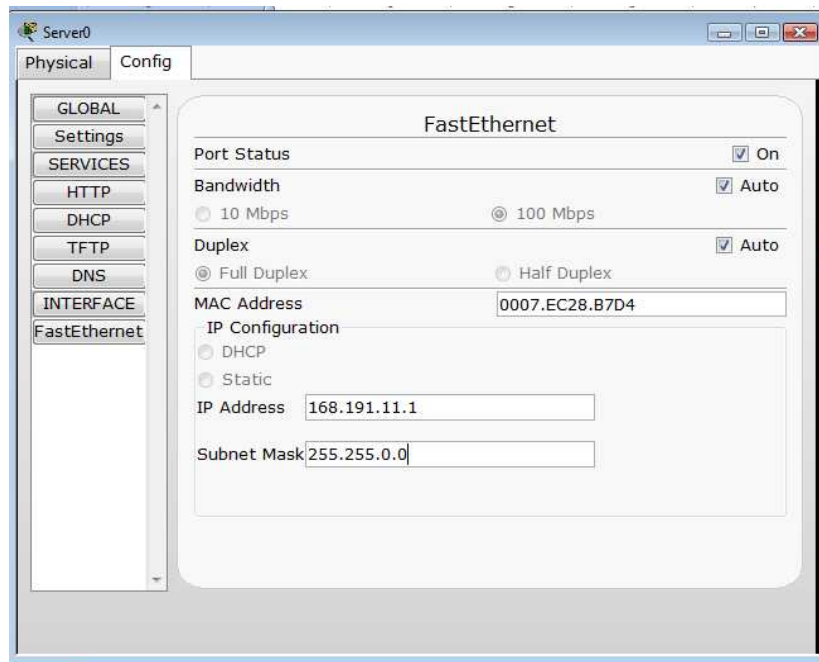 Server0
Physical Config
GLOBAL
Settings
SERVICES
HTTP
DHCP
TFTP
DNS
INTERFACE
FastEthernet
FastEthernet
Port Status On
Bandwidth Auto
10 Mbps 100 Mbps
Duplex Auto
Full Duplex Half Duplex
MAC Address 0007.EC28.B7D4
IP Configuration
DHCP
Static
IP Address 168.191.11.1
Subnet Mask 255.255.0.0